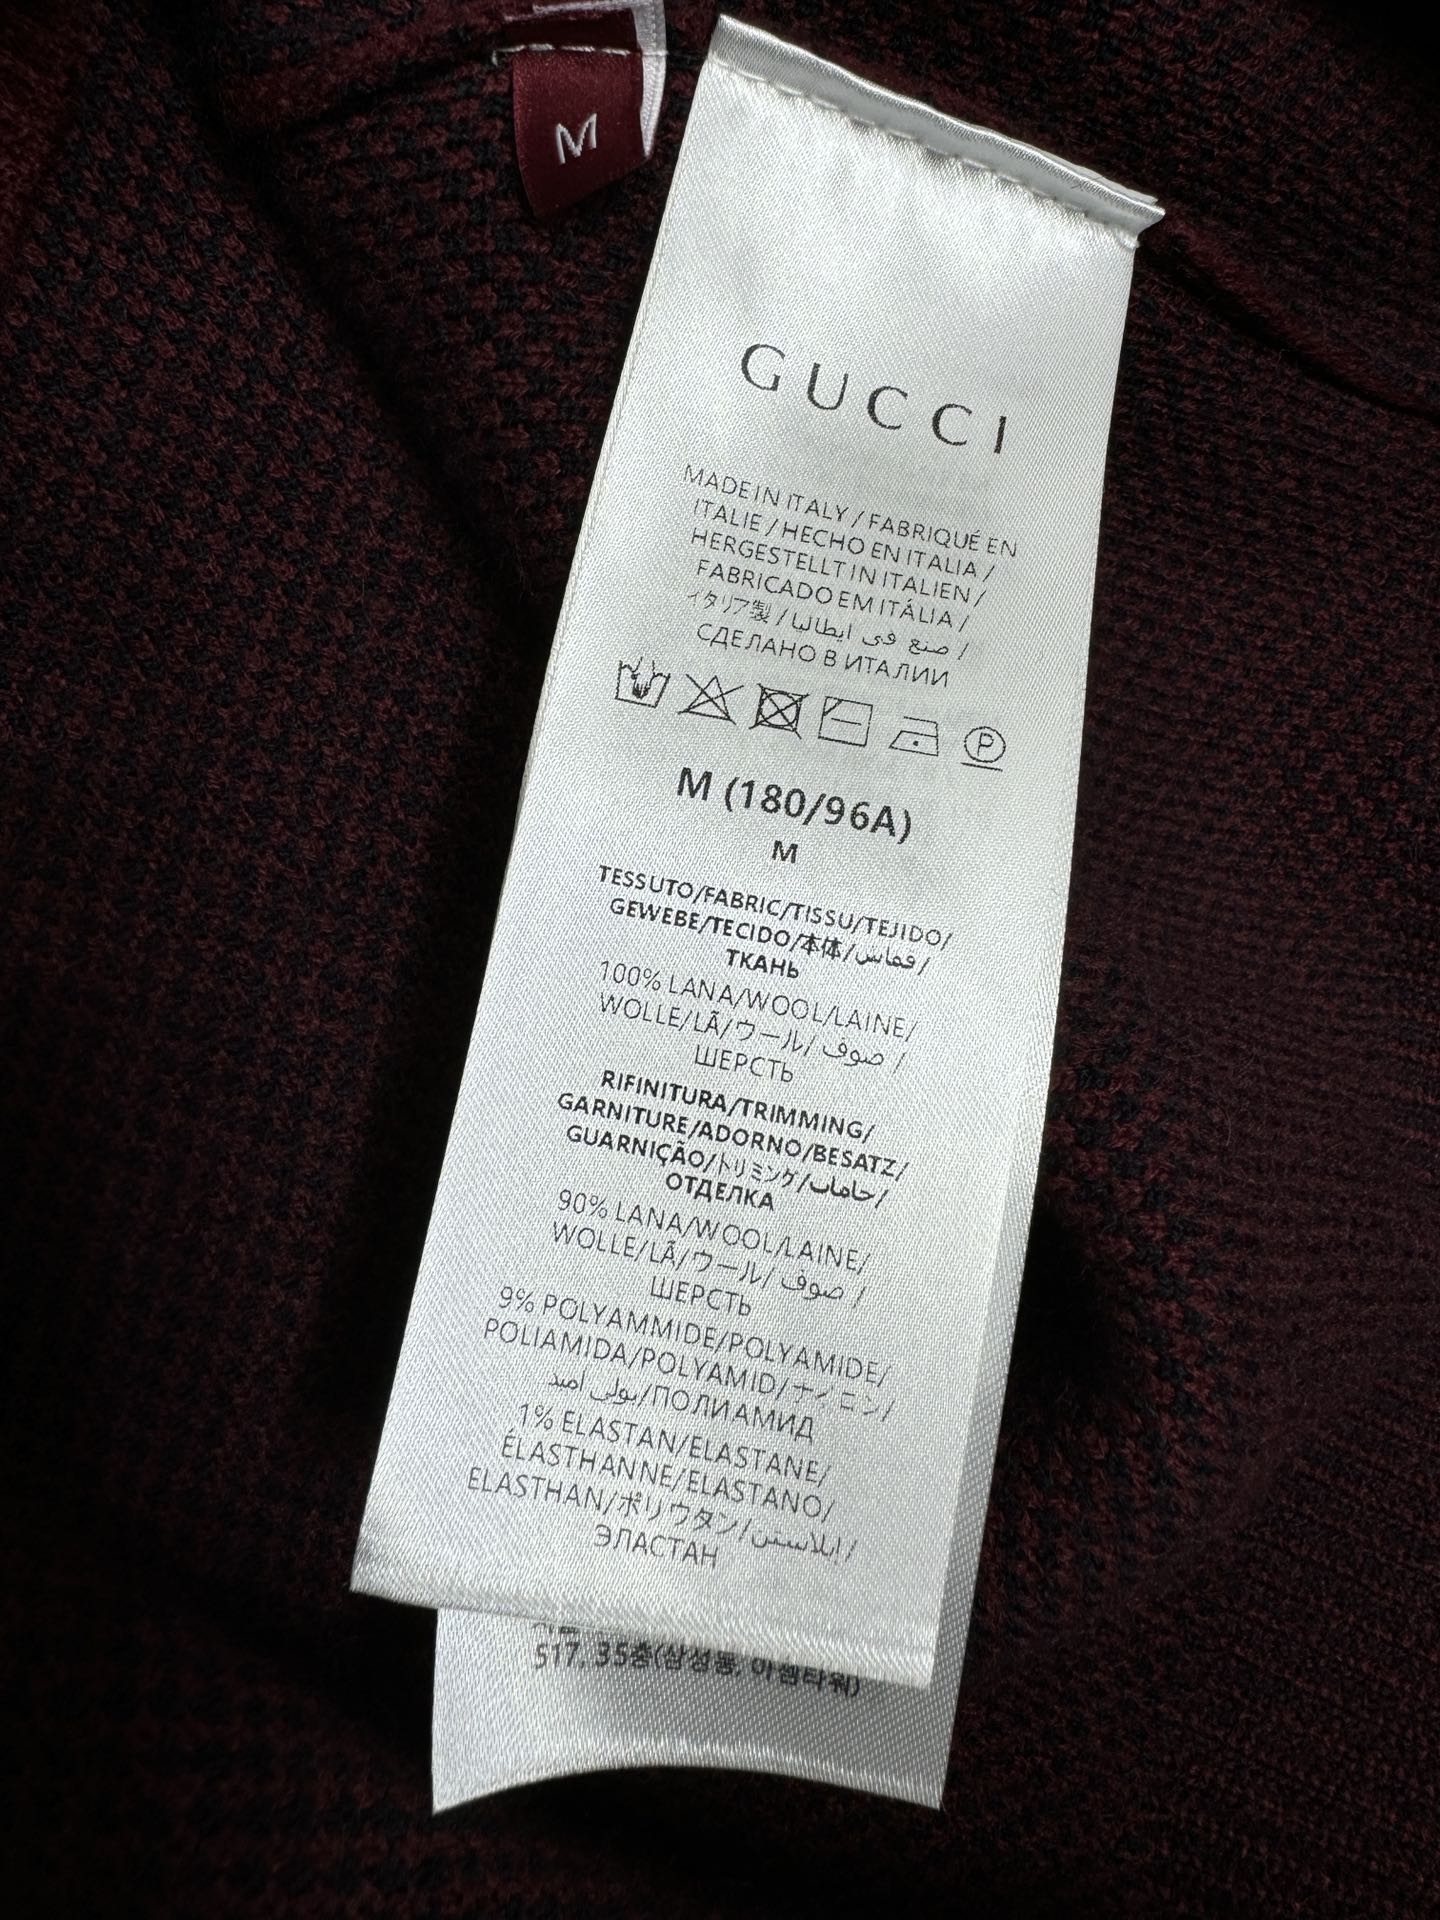 M
GUCCI
MADE IN ITALY / FABRIQUÉ EN
ITALIE / HECHO EN ITALIA /
HERGESTELLT IN ITALIEN /
FABRICADO EM ITÁLIA /
イタリア製 / صنع في ايطاليا /
СДЕЛАНО В ИТАЛИИ
P
M (180/96A)
M
TESSUTO/FABRIC/TISSU/TEJIDO/
GEWEBE/TECIDO/本体/قماش/
ТКАНЬ
100% LANA/WOOL/LAINE/
WOLLE/LÃ/ウール/ صوف /
ШЕРСТЬ
RIFINITURA/TRIMMING/
GARNITURE/ADORNO/BESATZ/
GUARNIÇÃO/トリミング/حاملات/
ОТДЕЛКА
90% LANA/WOOL/LAINE/
WOLLE/LÃ/ウール/ صوف /
ШЕРСТЬ
9% POLYAMMIDE/POLYAMIDE/
POLIAMIDA/POLYAMID/ナイロン/
بولي اميد/ПОЛИАМИД
1% ELASTAN/ELASTANE/
ÉLASTHANNE/ELASTANO/
ELASTHAN/ポリウタン/إيلاستين/
ЭЛАСТАН
517, 35층(삼성동, 아셈타워)